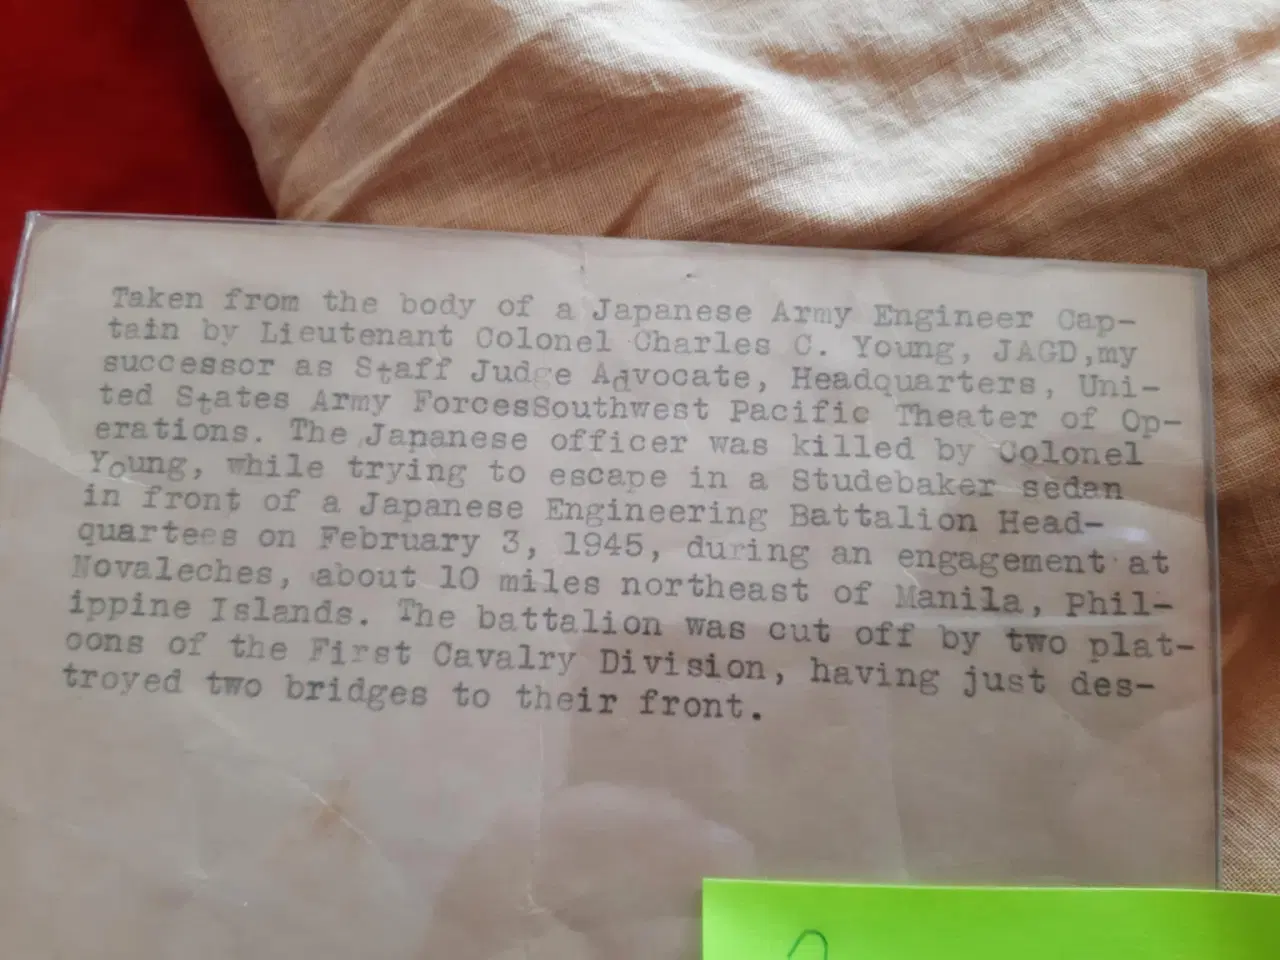 Taken from the body of a Japanese Army Engineer Cap-
tain by Lieutenant Colonel Charles C. Young, JAGD,my
successor as Staff Judge Advocate, Headquarters, Uni-
ted States Army ForcesSouthwest Pacific Theater of Op-
erations. The Japanese officer was killed by Colonel
Young, while trying to escape in a Studebaker sedan
in front of a Japanese Engineering Battalion Head-
quartees on February 3, 1945, during an engagement at
Novaleches, about 10 miles northeast of Manila, Phil-
ippine Islands. The battalion was cut off by two plat-
oons of the First Cavalry Division, having just des-
troyed two bridges to their front.